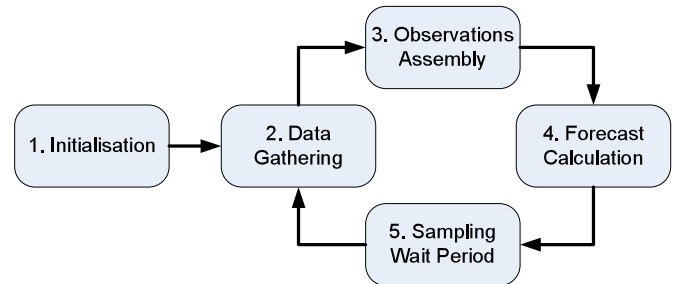 1. Initialisation
2. Data
Gathering
3. Observations
Assembly
4. Forecast
Calculation
5. Sampling
Wait Period